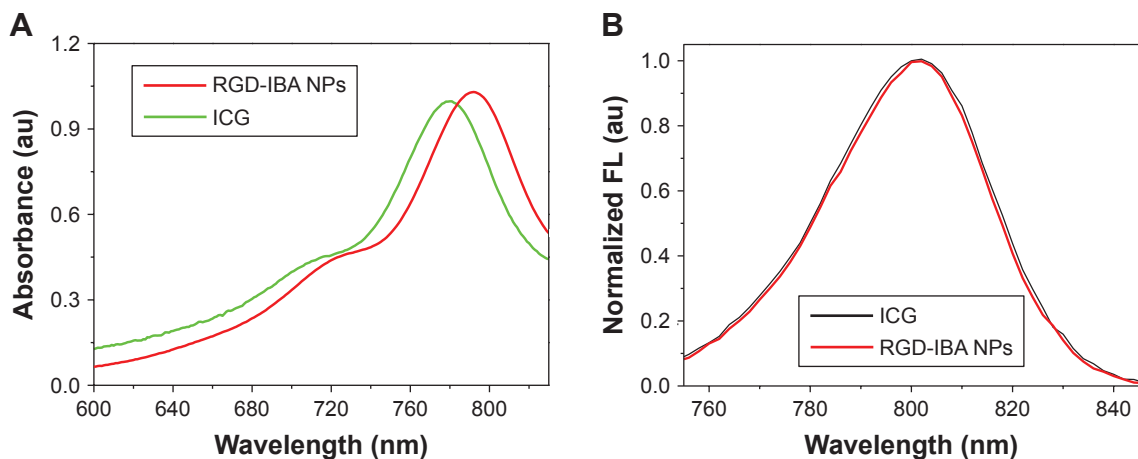 A
Absorbance (au)
1.2
0.9
0.6
0.3
0.0
RGD-IBA NPs
ICG
600 640 680 720 760 800
Wavelength (nm)
B
Normalized FL (au)
1.0
0.8
0.6
0.4
0.2
0.0
ICG
RGD-IBA NPs
760 780 800 820 840
Wavelength (nm)